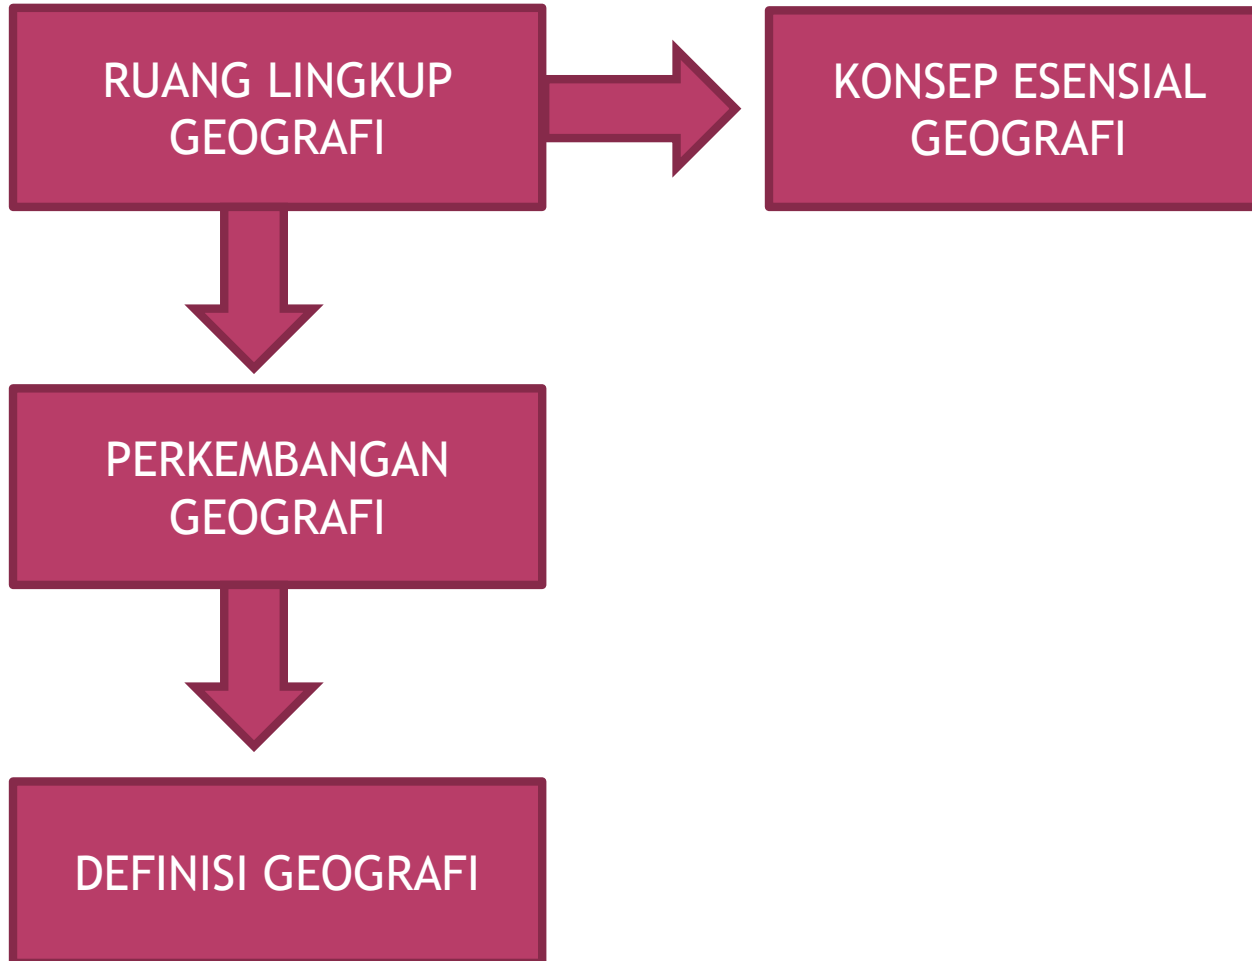 RUANG LINGKUP
GEOGRAFI
KONSEP ESENSIAL
GEOGRAFI
PERKEMBANGAN
GEOGRAFI
DEFINISI GEOGRAFI